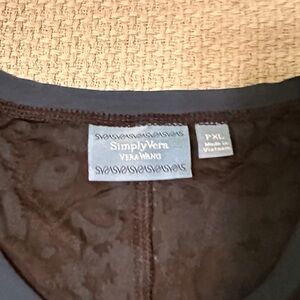 SimplyVera
VERA WANG
PXL
Made in
Vietnam